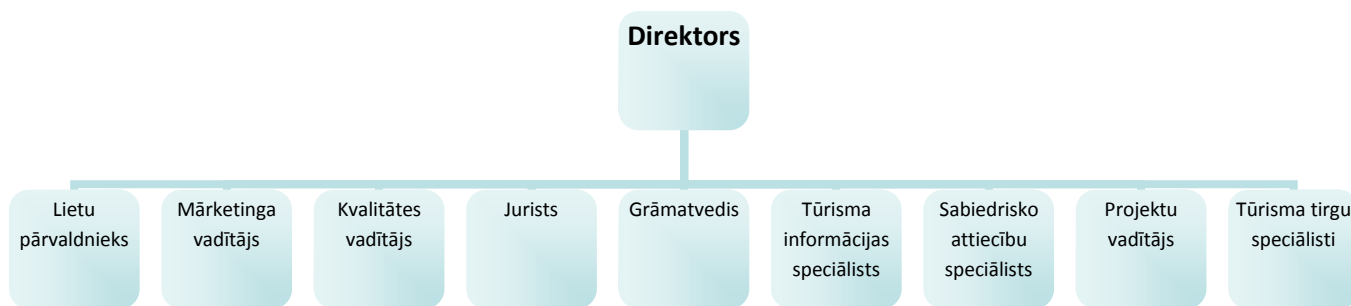 Direktors
Lietu
pārvaldnieks
Mārketinga
vadītājs
Kvalitātes
vadītājs
Jurists
Grāmatvedis
Tūrisma
informācijas
speciālists
Sabiedrisko
attiecību
speciālists
Projektu
vadītājs
Tūrisma tirgu
speciālisti